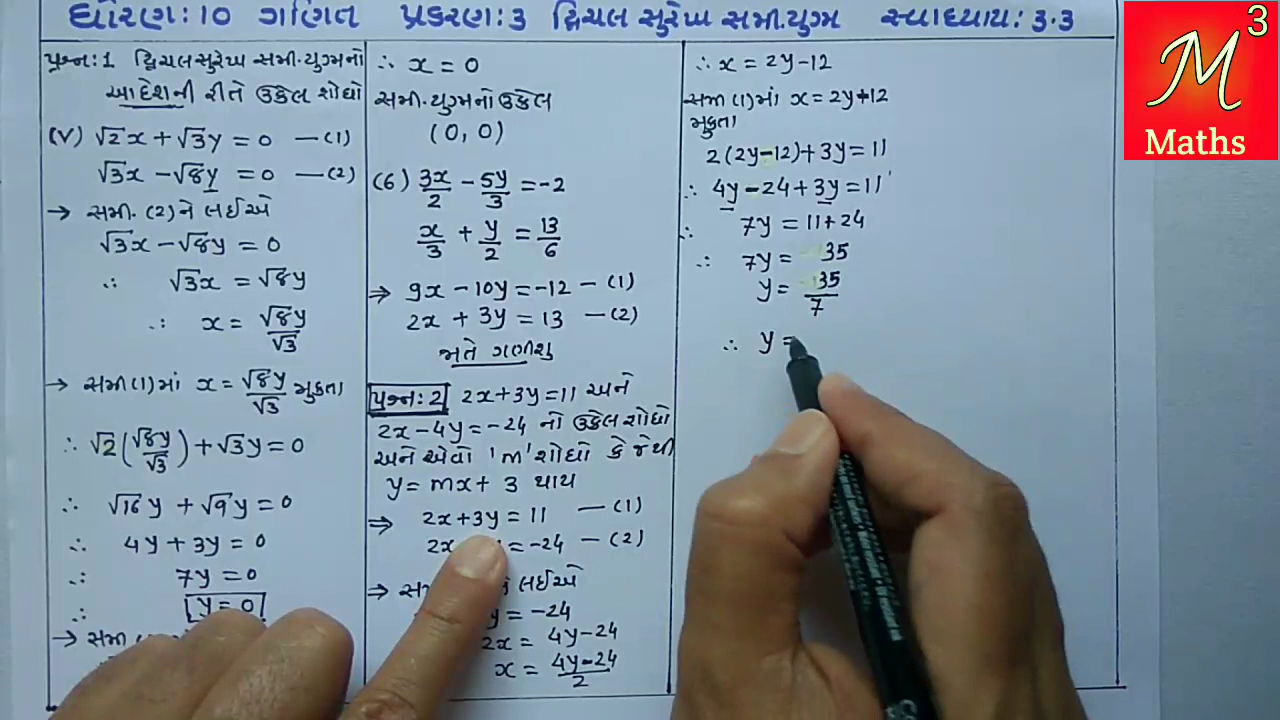 ધોરણ: 10 ગણિત પ્રકરણ: 3 દ્વિચલ સુરેખ સમી.યુગ્મ સ્વાધ્યાય: 3.3
M 3
Maths
પ્રશ્ન: 1 દ્વિચલ સુરેખ સમી.યુગ્મનો
આદેશની રીતે ઉકેલ શોધો
(V) √2x + √3y = 0 —(1)
√3x - √8y = 0 —(2)
→ સમી. (2)ને લઈએ
√3x - √8y = 0
∴ √3x = √8y
∴ x = √8y/√3
→ સમી(1)માં x = √8y/√3 મુકતા
∴ √2(√8y/√3) + √3y = 0
∴ √16y + √9y = 0
∴ 4y + 3y = 0
∴ 7y = 0
∴ y = 0
→ સમી
∴ x = 0
સમી.યુગ્મનો ઉકેલ
(0, 0)
(6) 3x/2 - 5y/3 = -2
x/3 + y/2 = 13/6
⇒ 9x - 10y = -12 —(1)
2x + 3y = 13 —(2)
જાતે ગણીશુ
પ્રશ્ન: 2 2x+3y=11 અને
2x-4y=-24 નો ઉકેલ શોધો
અને એવો 'm' શોધો કે જેથી
y = mx + 3 થાય
⇒ 2x+3y = 11 —(1)
2x = -24 —(2)
⇒ લઈએ
y = -24
2x = 4y-24
x = 4y-24/2
∴ x = 2y-12
સમી (1)માં x = 2y-12
મુકતા
2(2y-12)+3y=11
∴ 4y-24+3y=11
∴ 7y = 11+24
∴ 7y = 35
y = 35/7
∴ y =